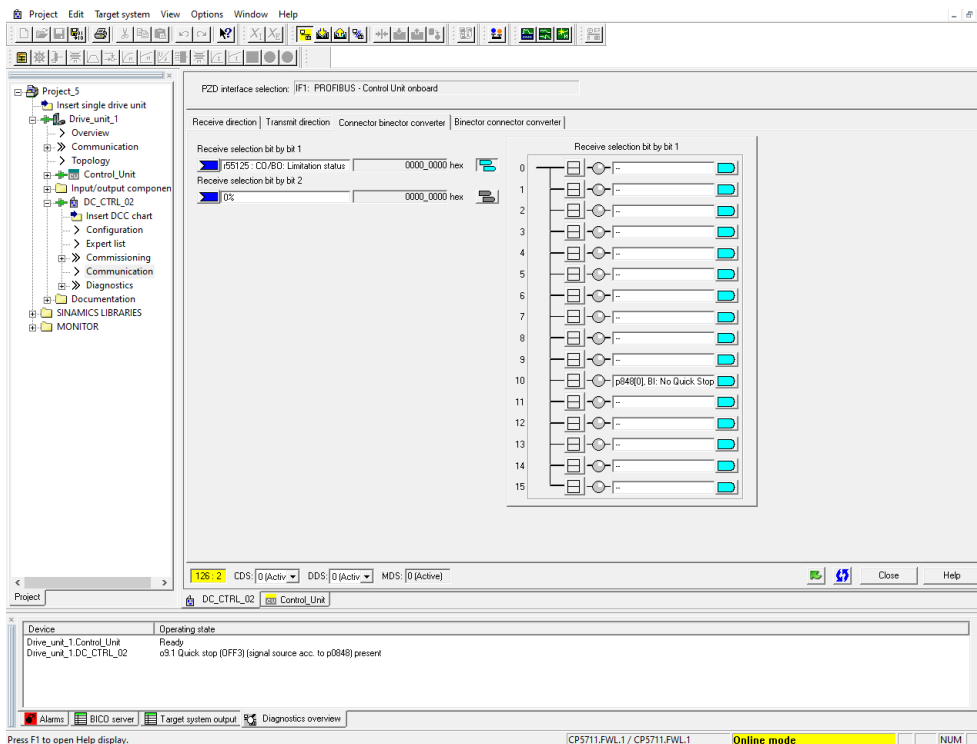 Project Edit Target system View Options Window Help
Project_5
Insert single drive unit
Drive_unit_1
Overview
Communication
Topology
Control_Unit
Input/output componen
DC_CTRL_02
Insert DCC chart
Configuration
Expert list
Commissioning
Communication
Diagnostics
Documentation
SINAMICS LIBRARIES
MONITOR
Project
PZD interface selection: IF1: PROFIBUS - Control Unit onboard
Receive direction Transmit direction Connector binector converter Binector connector converter
Receive selection bit by bit 1
r55125 : CO/BO: Limitation status 0000_0000 hex
Receive selection bit by bit 2
0% 0000_0000 hex
Receive selection bit by bit 1
0 --
1 --
2 --
3 --
4 --
5 --
6 --
7 --
8 --
9 --
10 p848[0], BI: No Quick Stop
11 --
12 --
13 --
14 --
15 --
126 : 2 CDS: 0 (Activ DDS: 0 (Activ MDS: 0 (Active) Close Help
DC_CTRL_02 Control_Unit
Device Operating state
Drive_unit_1.Control_Unit Ready
Drive_unit_1.DC_CTRL_02 o9.1 Quick stop (OFF3) (signal source acc. to p0848) present
Alarms BICO server Target system output Diagnostics overview
Press F1 to open Help display. CP5711.FWL.1 / CP5711.FWL.1 Online mode NUM